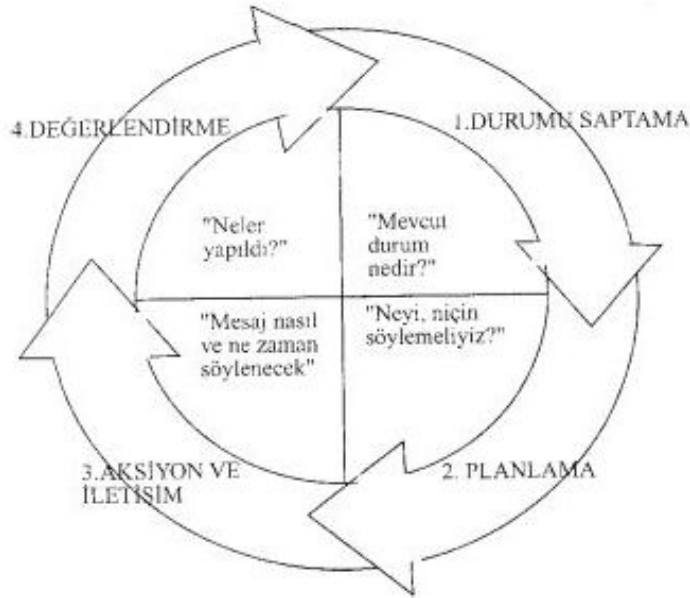 4.DEĞERLENDİRME
1.DURUMU SAPTAMA
"Neler
yapıldı?"
"Mevcut
durum
nedir?"
"Mesaj nasıl
ve ne zaman
söylenecek"
"Neyi, niçin
söylemeliyiz?"
3.AKSİYON VE
İLETİŞİM
2. PLANLAMA